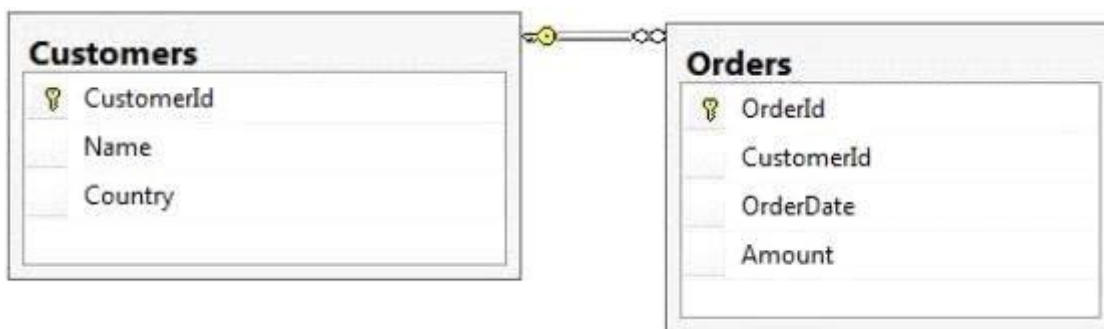 Customers
CustomerId
Name
Country
Orders
OrderId
CustomerId
OrderDate
Amount